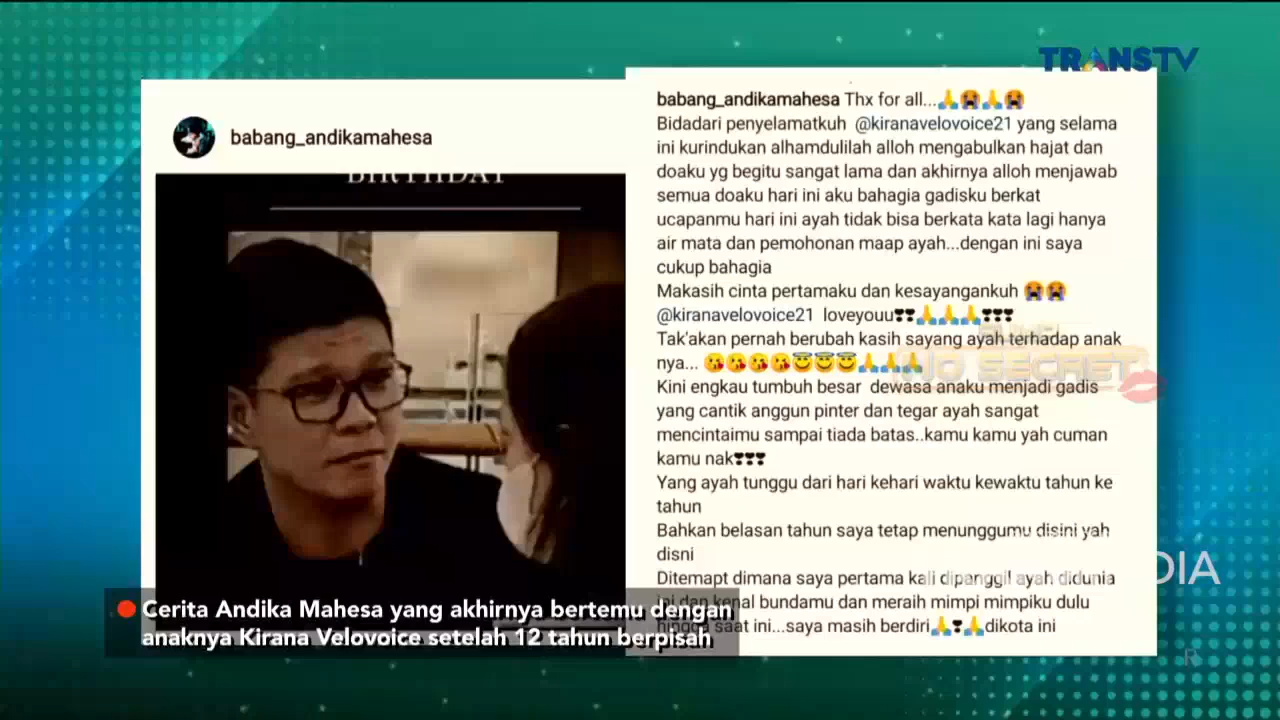 TRANSTV
babang_andikamahesa
BIRTHDAY
babang_andikamahesa Thx for all...🙏😭🙏😭
Bidadari penyelamatkuh @kiranavelovoice21 yang selama
ini kurindukan alhamdulilah alloh mengabulkan hajat dan
doaku yg begitu sangat lama dan akhirnya alloh menjawab
semua doaku hari ini aku bahagia gadisku berkat
ucapanmu hari ini ayah tidak bisa berkata kata lagi hanya
air mata dan pemohonan maap ayah...dengan ini saya
cukup bahagia
Makasih cinta pertamaku dan kesayangankuh 😭😭
@kiranavelovoice21 loveyouu❣❣🙏🙏🙏❣❣❣
Tak'akan pernah berubah kasih sayang ayah terhadap anak
nya... 😘😘😘😘😇😇😇🙏🙏🙏
NO SECRET
Kini engkau tumbuh besar dewasa anaku menjadi gadis
yang cantik anggun pinter dan tegar ayah sangat
mencintaimu sampai tiada batas..kamu kamu yah cuman
kamu nak❣❣❣
Yang ayah tunggu dari hari kehari waktu kewaktu tahun ke
tahun
Bahkan belasan tahun saya tetap menunggumu disini yah
disni
Ditemapt dimana saya pertama kali dipanggil ayah didunia
ini dan kenal bundamu dan meraih mimpi mimpiku dulu
hingga saat ini...saya masih berdiri🙏❣🙏dikota ini
DIA
R
Cerita Andika Mahesa yang akhirnya bertemu dengan
anaknya Kirana Velovoice setelah 12 tahun berpisah